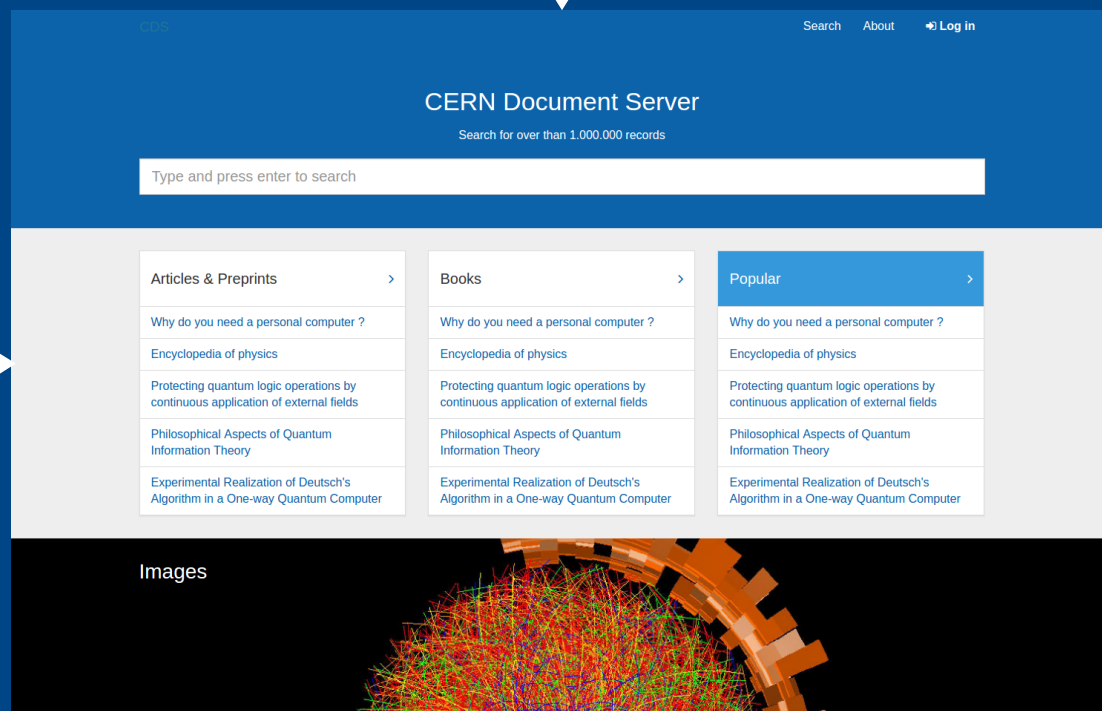 CDS
Search
About
Log in
CERN Document Server
Search for over than 1.000.000 records
Type and press enter to search
Articles & Preprints
Why do you need a personal computer ?
Encyclopedia of physics
Protecting quantum logic operations by
continuous application of external fields
Philosophical Aspects of Quantum
Information Theory
Experimental Realization of Deutsch's
Algorithm in a One-way Quantum Computer
Books
Why do you need a personal computer ?
Encyclopedia of physics
Protecting quantum logic operations by
continuous application of external fields
Philosophical Aspects of Quantum
Information Theory
Experimental Realization of Deutsch's
Algorithm in a One-way Quantum Computer
Popular
Why do you need a personal computer ?
Encyclopedia of physics
Protecting quantum logic operations by
continuous application of external fields
Philosophical Aspects of Quantum
Information Theory
Experimental Realization of Deutsch's
Algorithm in a One-way Quantum Computer
Images